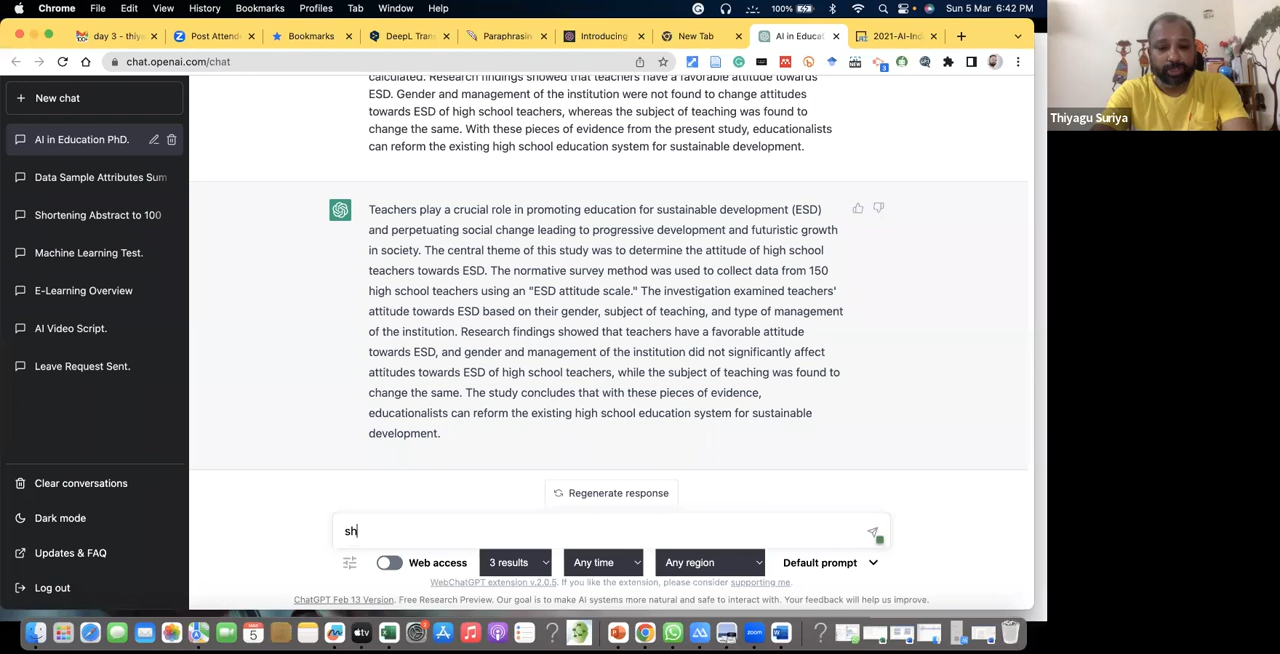 Chrome File Edit View History Bookmarks Profiles Tab Window Help 100% Sun 5 Mar 6:42 PM
day 3 - thiya Post Attend Bookmarks DeepL Tran Paraphrasin Introducing New Tab AI in Educat 2021-AI-Ind
chat.openai.com/chat
New chat
AI in Education PhD.
Data Sample Attributes Sum
Shortening Abstract to 100
Machine Learning Test.
E-Learning Overview
AI Video Script.
Leave Request Sent.
Clear conversations
Dark mode
Updates & FAQ
Log out
calculated. Research findings showed that teachers have a favorable attitude towards
ESD. Gender and management of the institution were not found to change attitudes
towards ESD of high school teachers, whereas the subject of teaching was found to
change the same. With these pieces of evidence from the present study, educationalists
can reform the existing high school education system for sustainable development.
Teachers play a crucial role in promoting education for sustainable development (ESD)
and perpetuating social change leading to progressive development and futuristic growth
in society. The central theme of this study was to determine the attitude of high school
teachers towards ESD. The normative survey method was used to collect data from 150
high school teachers using an "ESD attitude scale." The investigation examined teachers'
attitude towards ESD based on their gender, subject of teaching, and type of management
of the institution. Research findings showed that teachers have a favorable attitude
towards ESD, and gender and management of the institution did not significantly affect
attitudes towards ESD of high school teachers, while the subject of teaching was found to
change the same. The study concludes that with these pieces of evidence,
educationalists can reform the existing high school education system for sustainable
development.
Regenerate response
sh
Web access 3 results Any time Any region Default prompt
WebChatGPT extension v.2.0.5. If you like the extension, please consider supporting me.
ChatGPT Feb 13 Version. Free Research Preview. Our goal is to make AI systems more natural and safe to interact with. Your feedback will help us improve.
Thiyagu Suriya